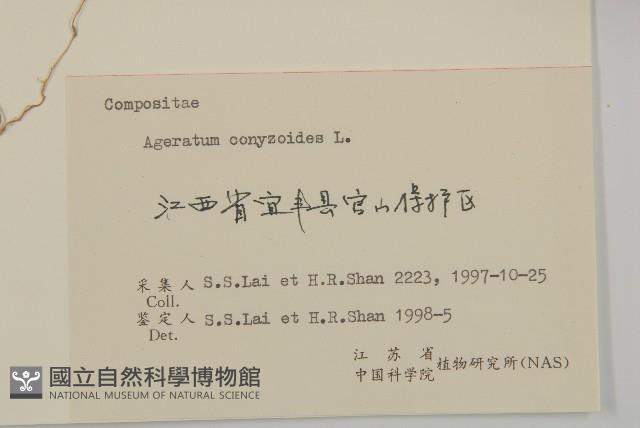 Compositae
Ageratum conyzoides L.
江西省宜丰县官山保护区
采集人 S.S.Lai et H.R.Shan 2223, 1997-10-25
Coll.
鉴定人 S.S.Lai et H.R.Shan 1998-5
Det.
江苏省
中国科学院 植物研究所(NAS)
國立自然科學博物館
NATIONAL MUSEUM OF NATURAL SCIENCE